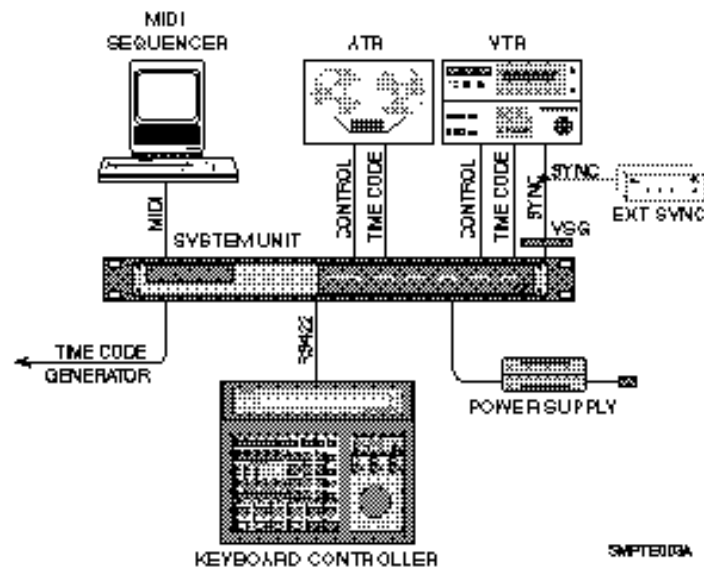 MIDI
SEQUENCER
ATR
VTR
CONTROL
TIME CODE
CONTROL
TIME CODE
SYNC
SYNC
EXT SYNC
VSG
MIDI
SYSTEM UNIT
TIME CODE
GENERATOR
RS422
POWER SUPPLY
KEYBOARD CONTROLLER
SMPTE003A